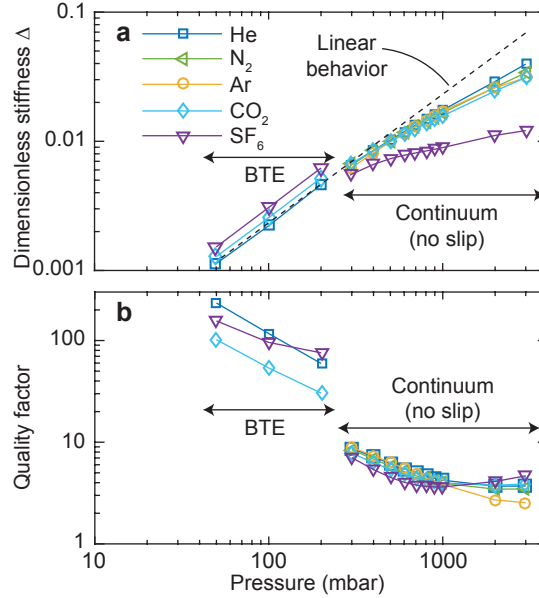 a
He
N2
Ar
CO2
SF6
Linear
behavior
BTE
Continuum
(no slip)
Dimensionless stiffness Δ
0.1
0.01
0.001
b
Continuum
(no slip)
BTE
Quality factor
100
10
1
10
100
1000
Pressure (mbar)